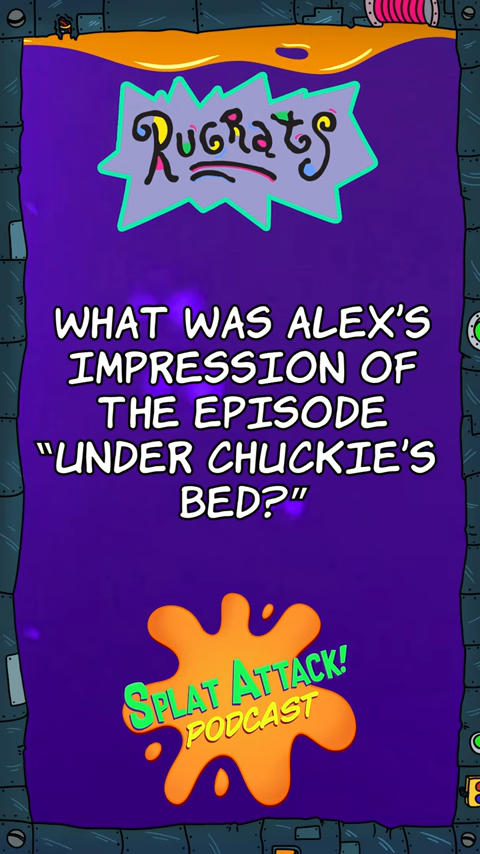 RUGRATS
WHAT WAS ALEX'S
IMPRESSION OF
THE EPISODE
“UNDER CHUCKIE'S
BED?”
SPLAT ATTACK!
PODCAST